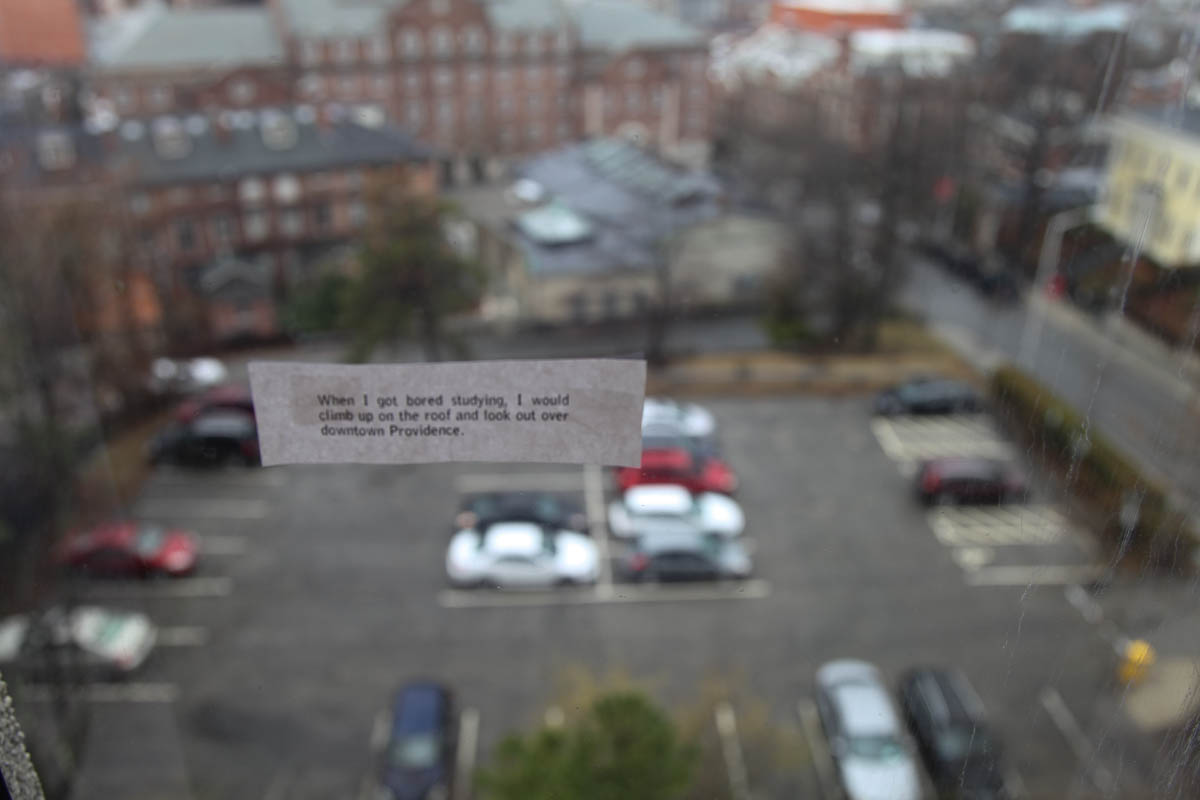 When I got bored studying, I would
climb up on the roof and look out over
downtown Providence.